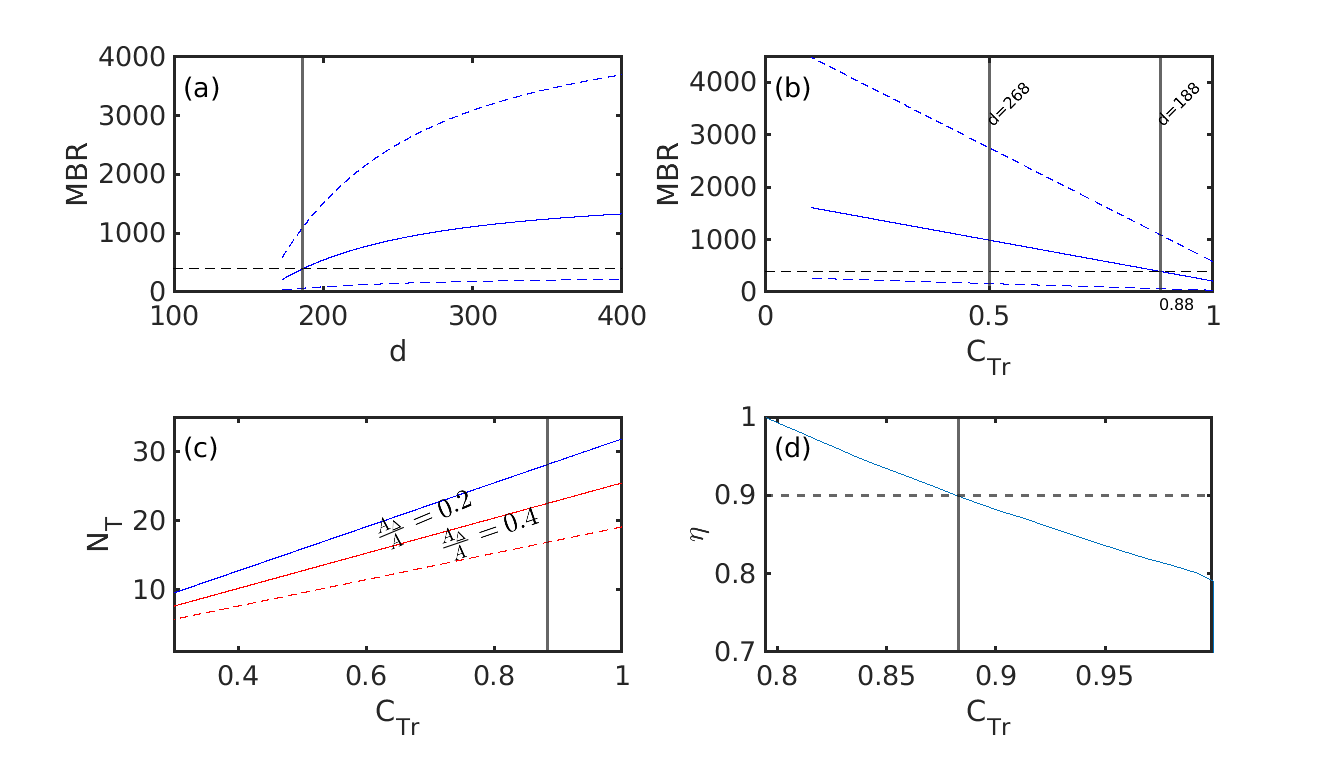 (a)
MBR
4000
3000
2000
1000
0
100 200 300 400
d
(b)
MBR
4000
3000
2000
1000
0
d=268
d=188
0.88
0 0.5 1
C_Tr
(c)
N_T
30
20
10
A_Δ/A = 0.2
A_Δ/A = 0.4
0.4 0.6 0.8 1
C_Tr
(d)
η
1
0.9
0.8
0.7
0.8 0.85 0.9 0.95
C_Tr